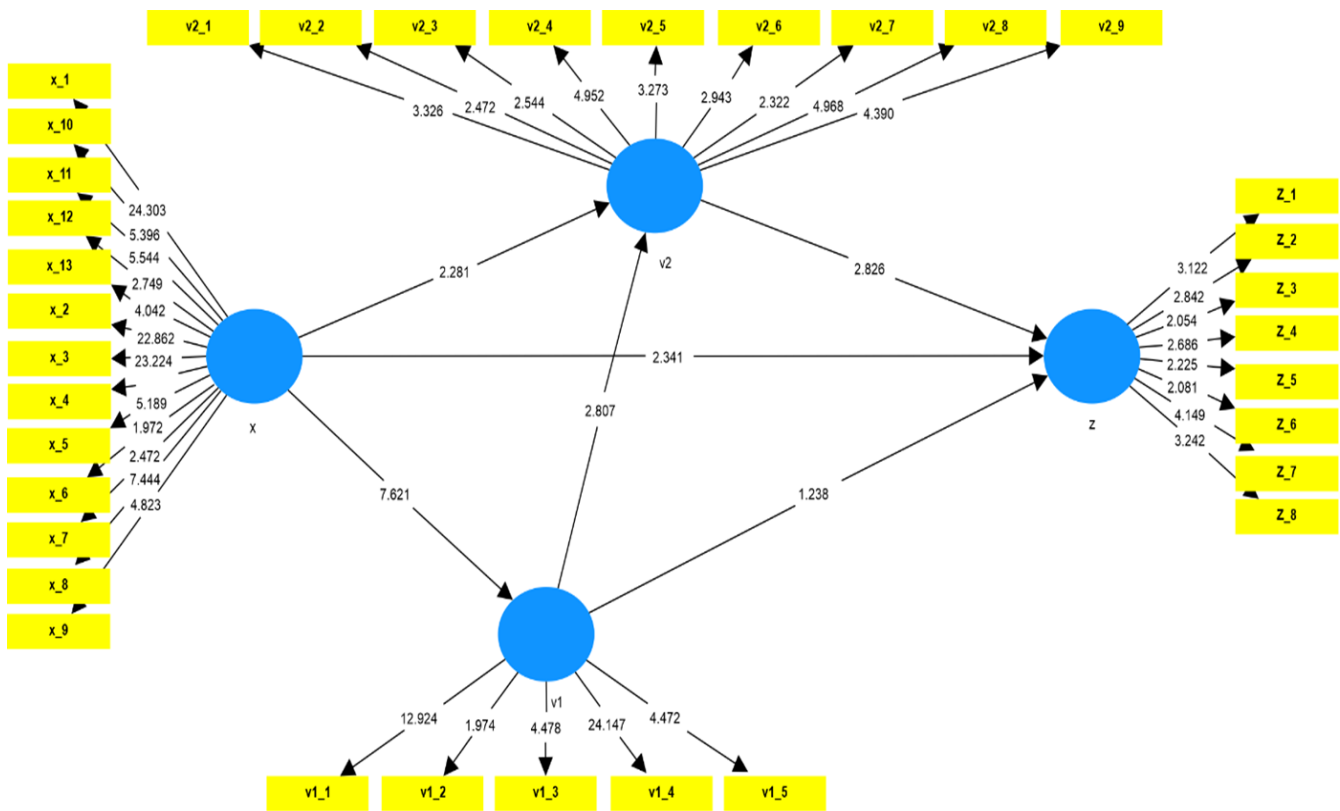 v2_1 v2_2 v2_3 v2_4 v2_5 v2_6 v2_7 v2_8 v2_9
3.326 2.472 2.544 4.952 3.273 2.943 2.322 4.968 4.390
x_1
x_10
x_11
x_12
x_13
x_2
x_3
x_4
x_5
x_6
x_7
x_8
x_9
24.303
5.396
5.544
2.749
4.042
22.862
23.224
5.189
1.972
2.472
7.444
4.823
x
2.281
v2
2.826
2.341
2.807
7.621
1.238
z
3.122
2.842
2.054
2.686
2.225
2.081
4.149
3.242
Z_1
Z_2
Z_3
Z_4
Z_5
Z_6
Z_7
Z_8
v1
12.924 1.974 4.478 24.147 4.472
v1_1 v1_2 v1_3 v1_4 v1_5